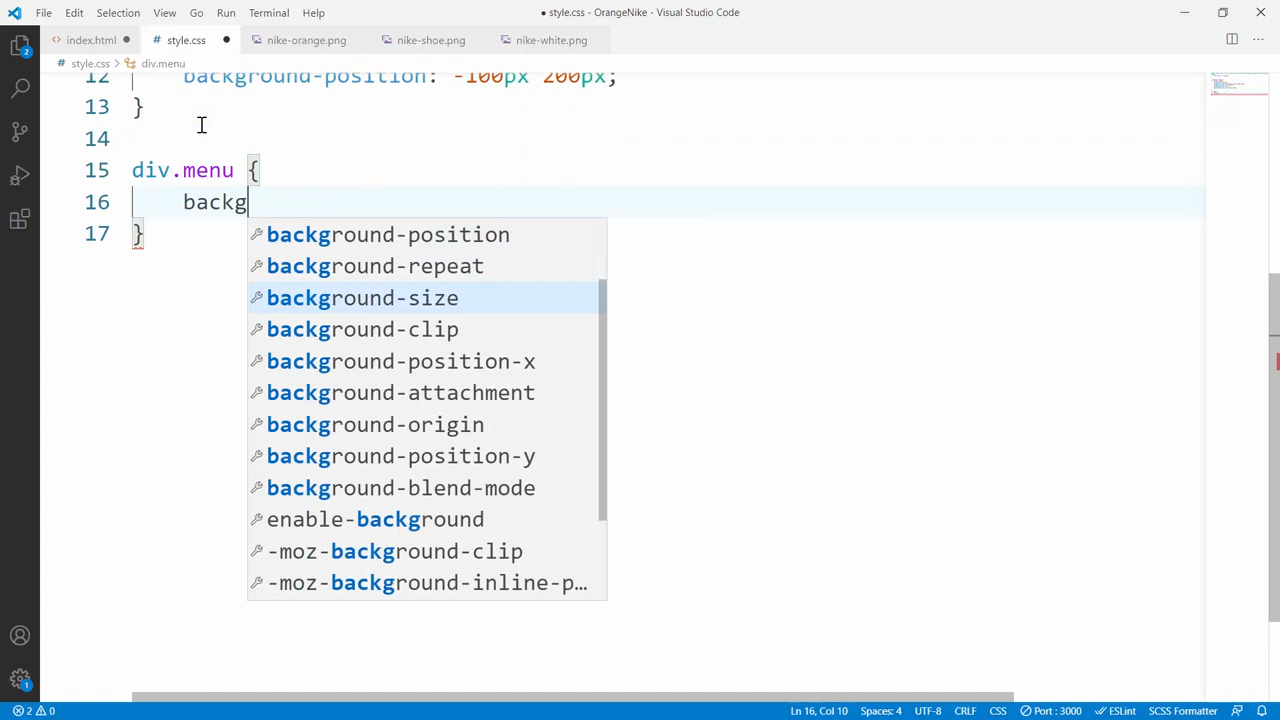 File Edit Selection View Go Run Terminal Help ● style.css - OrangeNike - Visual Studio Code
<> index.html ● # style.css ● nike-orange.png nike-shoe.png nike-white.png
# style.css > div.menu
12 background-position: -100px 200px;
13 }
14
15 div.menu {
16 backg
17 }
background-position
background-repeat
background-size
background-clip
background-position-x
background-attachment
background-origin
background-position-y
background-blend-mode
enable-background
-moz-background-clip
-moz-background-inline-p…
2
1
2 0 Ln 16, Col 10 Spaces: 4 UTF-8 CRLF CSS Port : 3000 ESLint SCSS Formatter